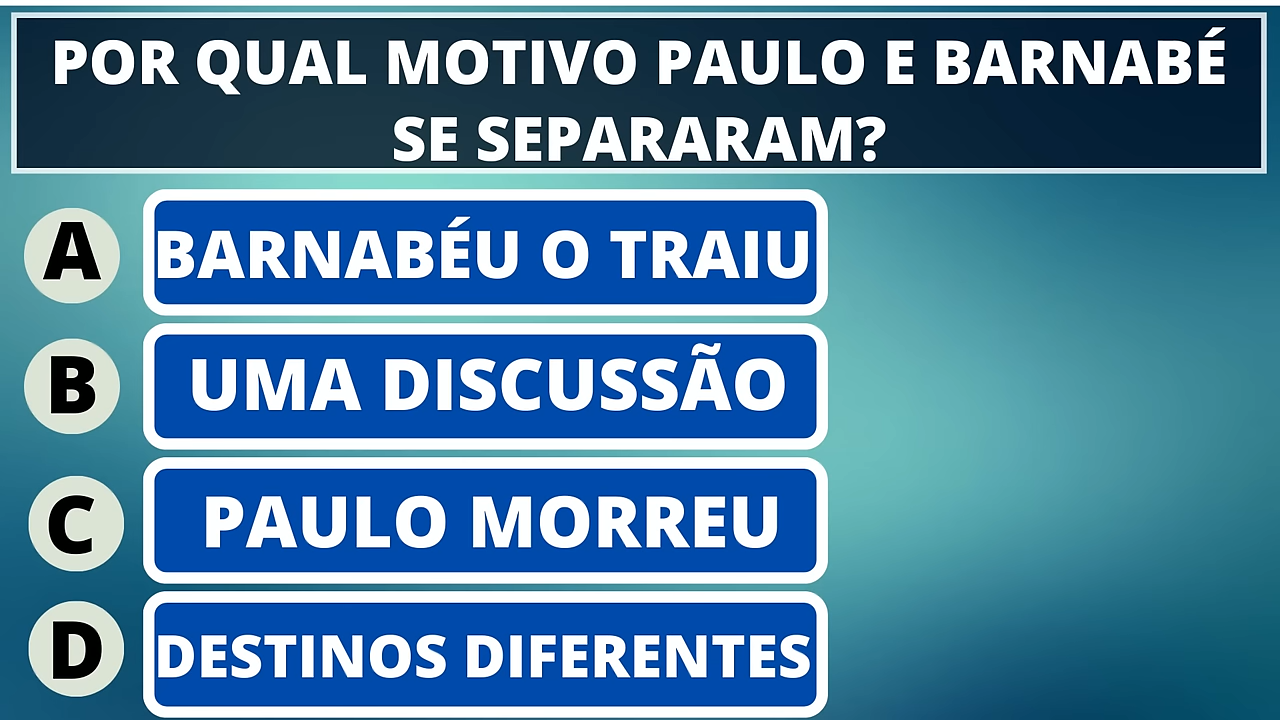 POR QUAL MOTIVO PAULO E BARNABÉ
SE SEPARARAM?
A BARNABÉU O TRAIU
B UMA DISCUSSÃO
C PAULO MORREU
D DESTINOS DIFERENTES